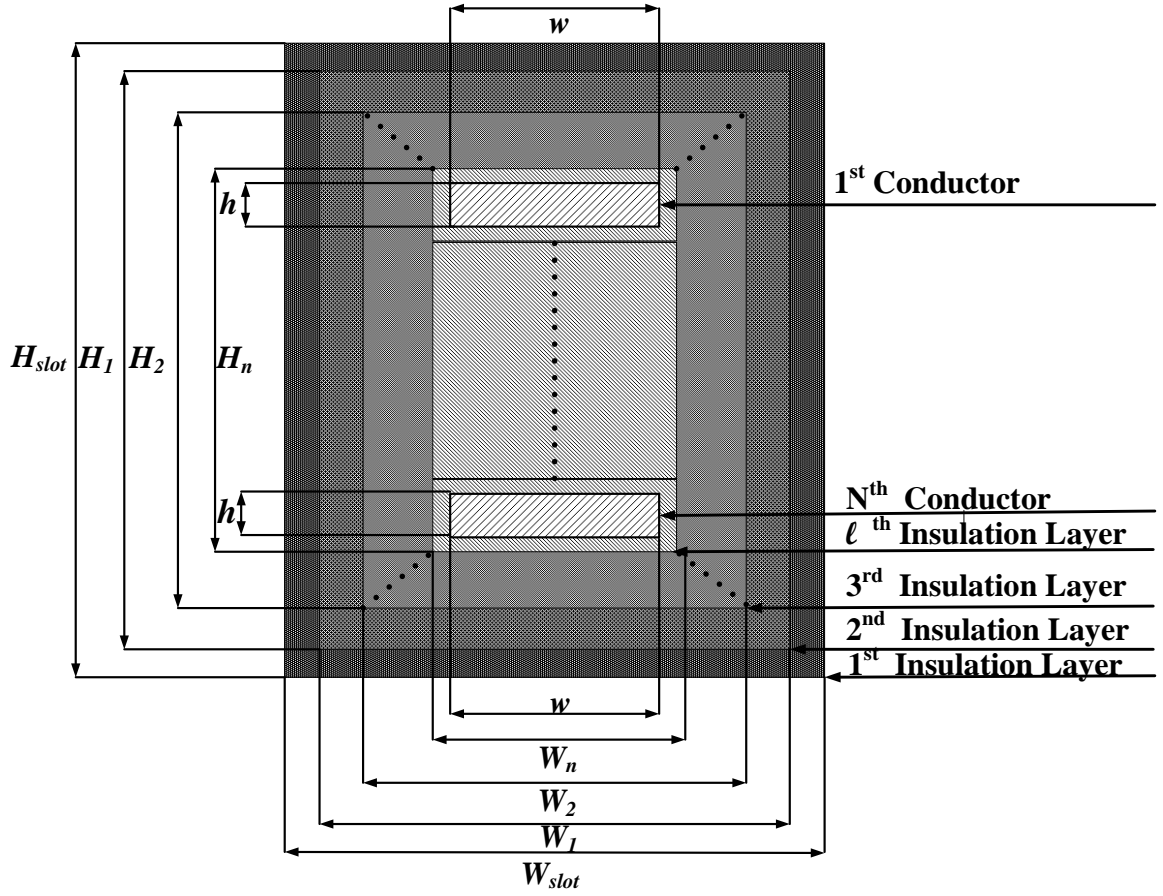 w
1st Conductor
h
Hslot H1 H2 Hn
Nth Conductor
h
ℓ th Insulation Layer
3rd Insulation Layer
2nd Insulation Layer
1st Insulation Layer
w
Wn
W2
W1
Wslot